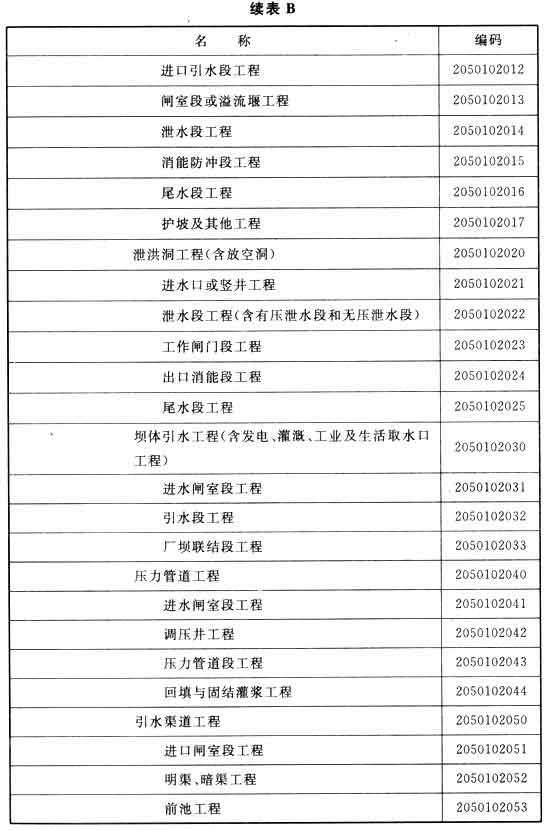 续表 B
名 称 编码
进口引水段工程 2050102012
闸室段或溢流堰工程 2050102013
泄水段工程 2050102014
消能防冲段工程 2050102015
尾水段工程 2050102016
护坡及其他工程 2050102017
泄洪洞工程(含放空洞) 2050102020
进水口或竖井工程 2050102021
泄水段工程(含有压泄水段和无压泄水段) 2050102022
工作闸门段工程 2050102023
出口消能段工程 2050102024
尾水段工程 2050102025
坝体引水工程(含发电、灌溉、工业及生活取水口
工程) 2050102030
进水闸室段工程 2050102031
引水段工程 2050102032
厂坝联结段工程 2050102033
压力管道工程 2050102040
进水闸室段工程 2050102041
调压井工程 2050102042
压力管道段工程 2050102043
回填与固结灌浆工程 2050102044
引水渠道工程 2050102050
进口闸室段工程 2050102051
明渠、暗渠工程 2050102052
前池工程 2050102053